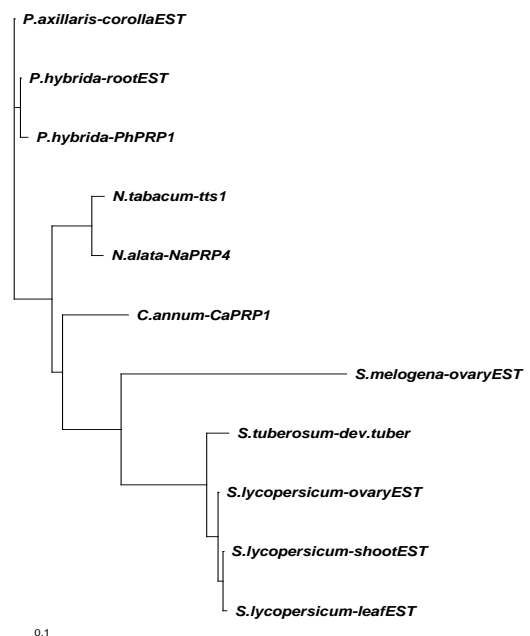 P.axillaris-corollaEST
P.hybrida-rootEST
P.hybrida-PhPRP1
N.tabacum-tts1
N.alata-NaPRP4
C.annum-CaPRP1
S.melogena-ovaryEST
S.tuberosum-dev.tuber
S.lycopersicum-ovaryEST
S.lycopersicum-shootEST
S.lycopersicum-leafEST
0.1